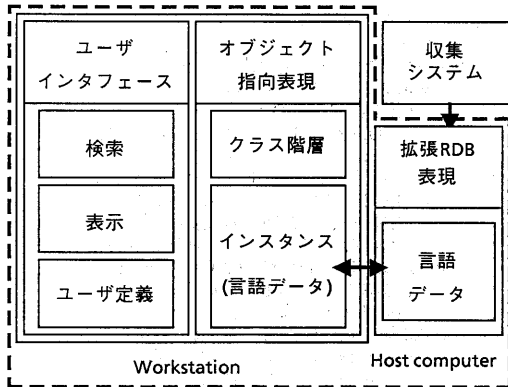 ユーザ
インタフェース
検索
表示
ユーザ定義
オブジェクト
指向表現
クラス階層
インスタンス
(言語データ)
収集
システム
拡張RDB
表現
言語
データ
Workstation
Host computer